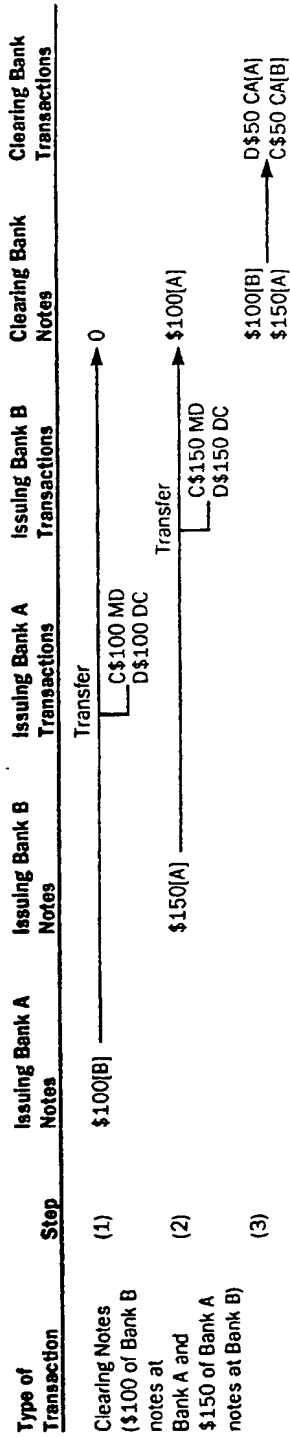 Type of Transaction
Step
Issuing Bank A Notes
Issuing Bank B Notes
Issuing Bank A Transactions
Issuing Bank B Transactions
Clearing Bank Notes
Clearing Bank Transactions
Clearing Notes
($100 of Bank B
notes at
Bank A and
$150 of Bank A
notes at Bank B)
(1)
$100[B]
Transfer
C$100 MD
D$100 DC
0
(2)
$150[A]
Transfer
C$150 MD
D$150 DC
$100[A]
(3)
$100[B]
$150[A]
D$50 CA[A]
C$50 CA[B]